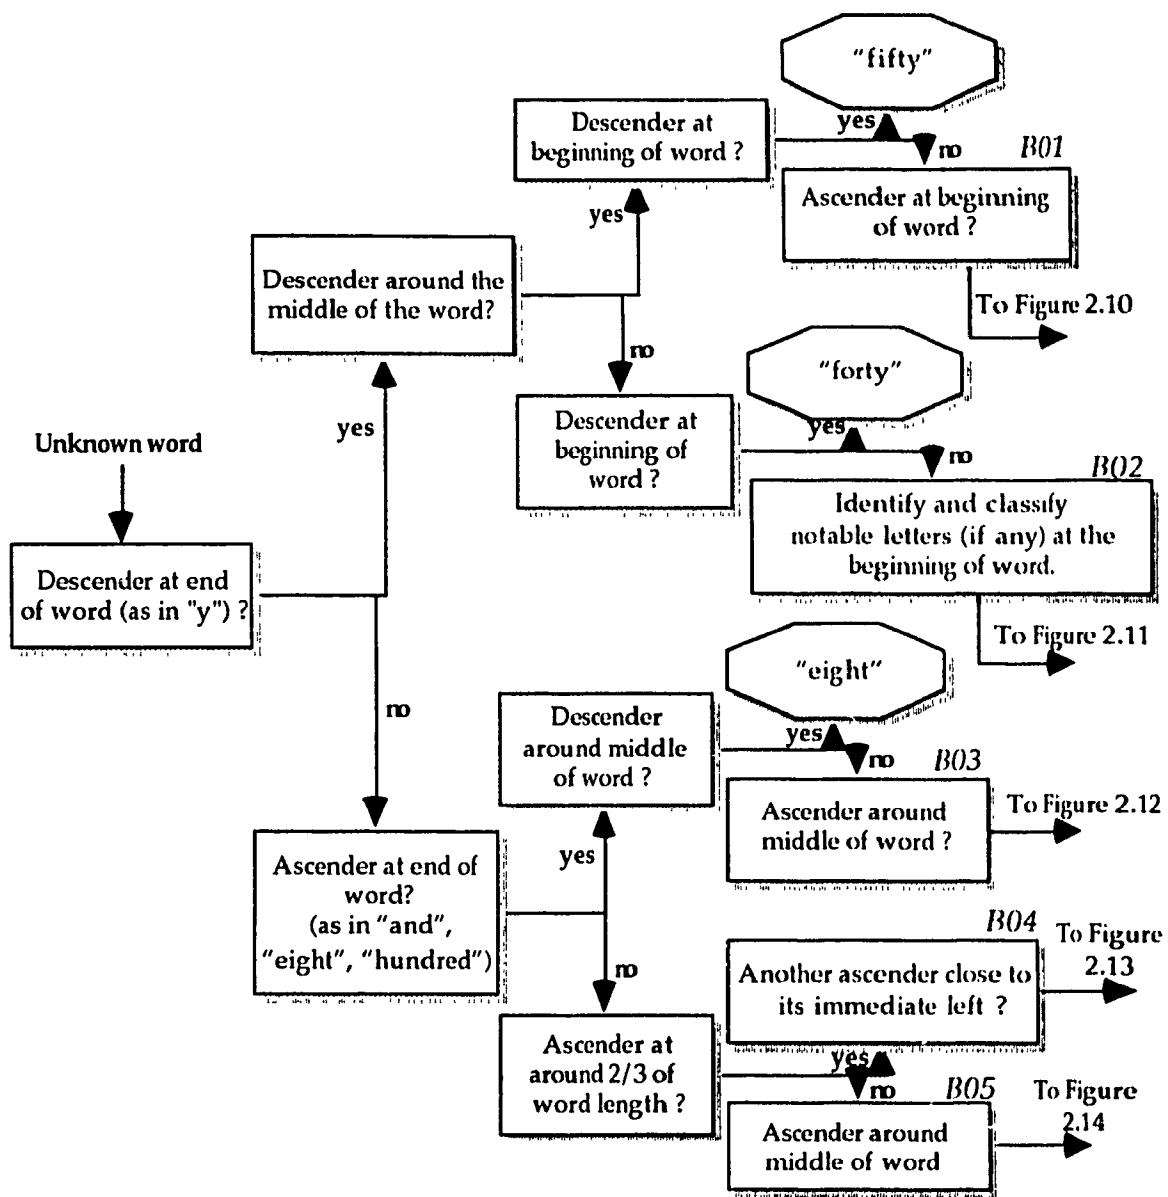 "fifty"
Descender at
beginning of word ?
yes
no
B01
Ascender at beginning
of word ?
yes
Descender around the
middle of the word?
To Figure 2.10
no
"forty"
Descender at
beginning of
word ?
yes
no
B02
Identify and classify
notable letters (if any) at the
beginning of word.
yes
Unknown word
Descender at end
of word (as in "y") ?
To Figure 2.11
no
"eight"
Descender
around middle
of word ?
yes
no
B03
Ascender around
middle of word ?
To Figure 2.12
yes
Ascender at end of
word?
(as in "and",
"eight", "hundred")
no
B04
Another ascender close to
its immediate left ?
To Figure
2.13
Ascender at
around 2/3 of
word length ?
yes
no
B05
Ascender around
middle of word
To Figure
2.14